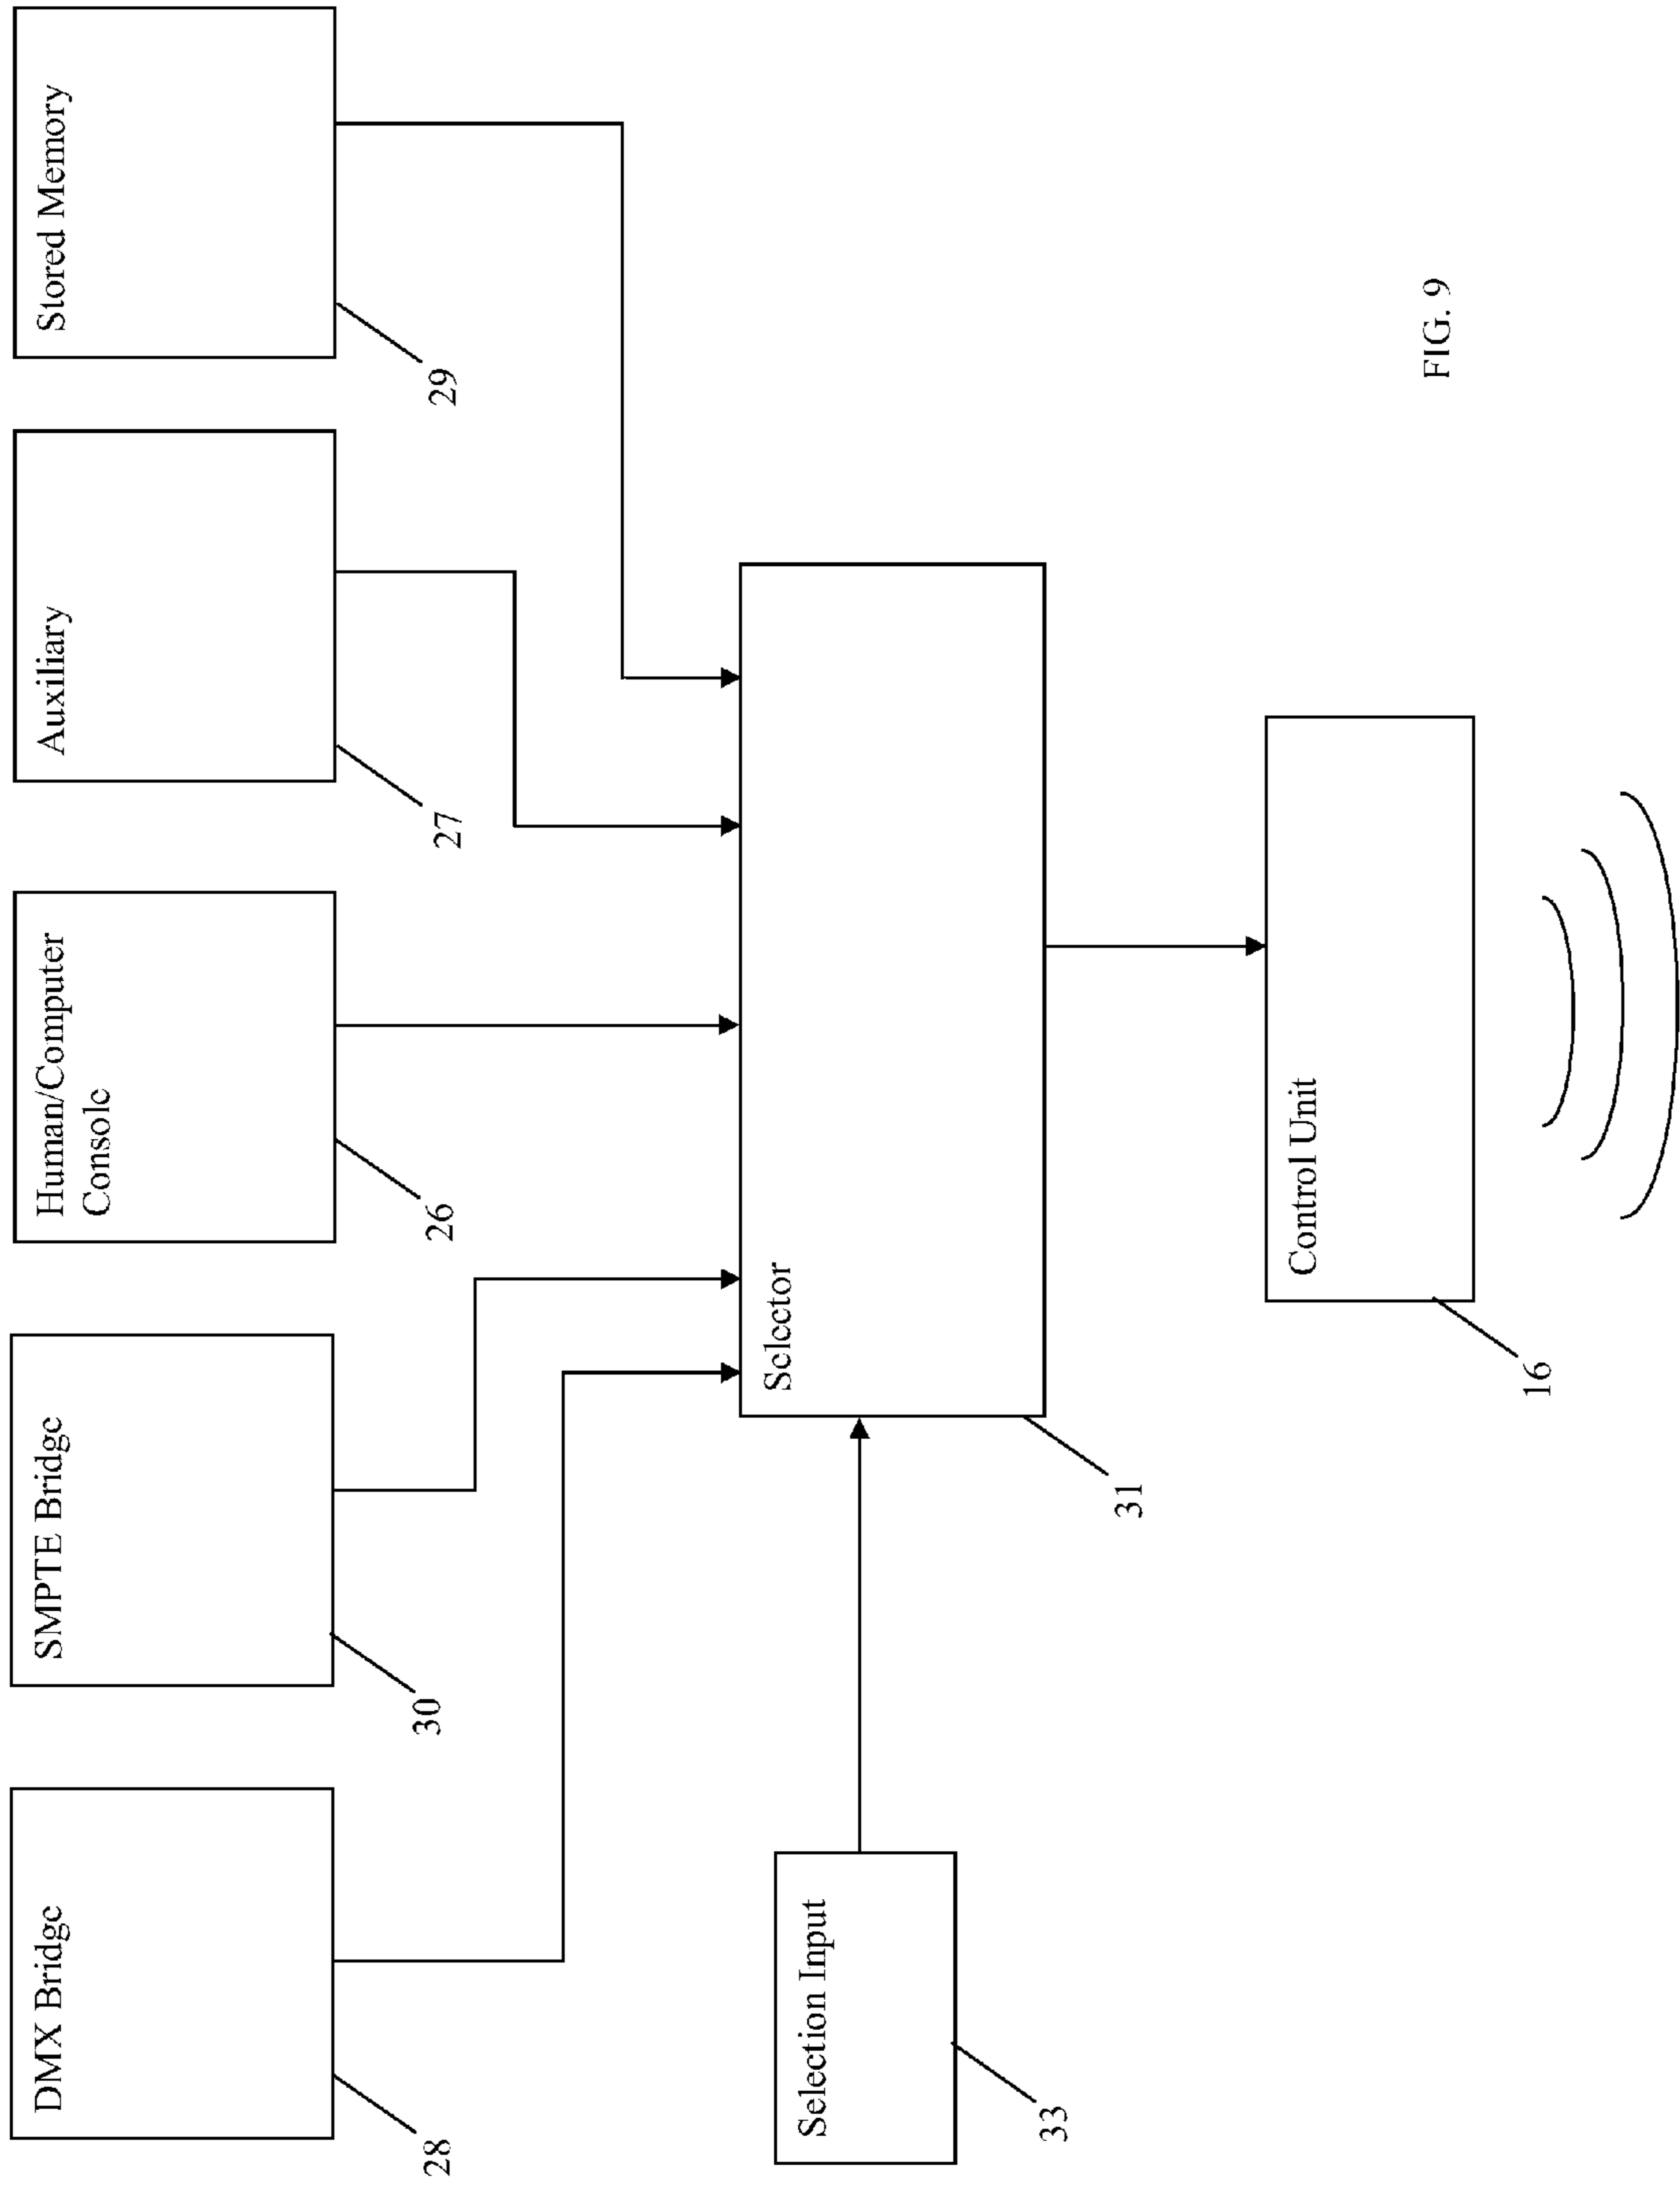 DMX Bridge
28
SMPTE Bridge
30
Human/Computer
Console
26
Auxiliary
27
Stored Memory
29
Selection Input
33
Selector
31
Control Unit
16
FIG. 9